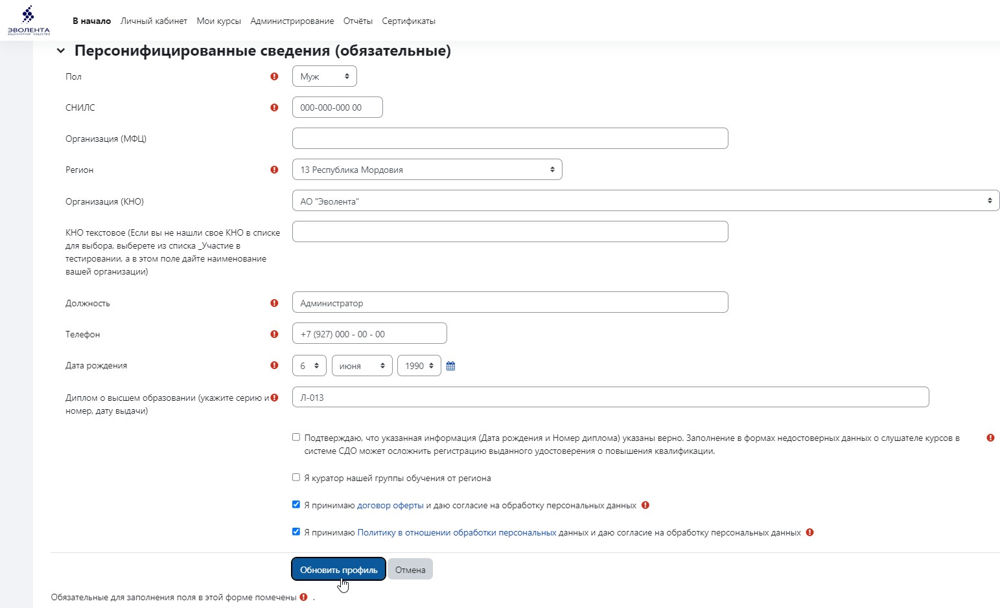 ЭВОЛЕНТА
АКЦИОНЕРНОЕ ОБЩЕСТВО
В начало Личный кабинет Мои курсы Администрирование Отчёты Сертификаты
Персонифицированные сведения (обязательные)
Пол Муж
СНИЛС 000-000-000 00
Организация (МФЦ)
Регион 13 Республика Мордовия
Организация (КНО) АО "Эволента"
КНО текстовое (Если вы не нашли свое КНО в списке
для выбора, выберете из списка _Участие в
тестировании, а в этом поле дайте наименование
вашей организации)
Должность Администратор
Телефон +7 (927) 000 - 00 - 00
Дата рождения 6 июня 1990
Диплом о высшем образовании (укажите серию и Л-013
номер, дату выдачи)
Подтверждаю, что указанная информация (Дата рождения и Номер диплома) указаны верно. Заполнение в формах недостоверных данных о слушателе курсов в
системе СДО может осложнить регистрацию выданного удостоверения о повышения квалификации.
Я куратор нашей группы обучения от региона
Я принимаю договор оферты и даю согласие на обработку персональных данных
Я принимаю Политику в отношении обработки персональных данных и даю согласие на обработку персональных данных
Обновить профиль Отмена
Обязательные для заполнения поля в этой форме помечены .